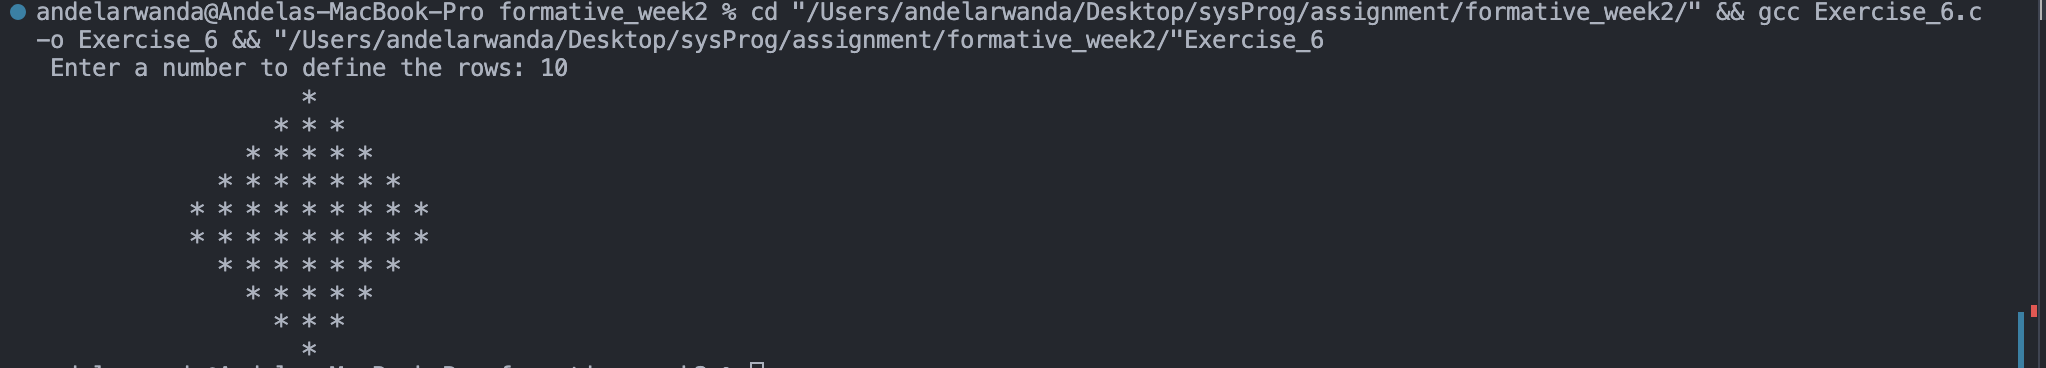 andelarwanda@Andelas-MacBook-Pro formative_week2 % cd "/Users/andelarwanda/Desktop/sysProg/assignment/formative_week2/" && gcc Exercise_6.c
-o Exercise_6 && "/Users/andelarwanda/Desktop/sysProg/assignment/formative_week2/"Exercise_6
 Enter a number to define the rows: 10
                   *
                 * * *
               * * * * *
             * * * * * * *
           * * * * * * * * *
           * * * * * * * * *
             * * * * * * *
               * * * * *
                 * * *
                   *